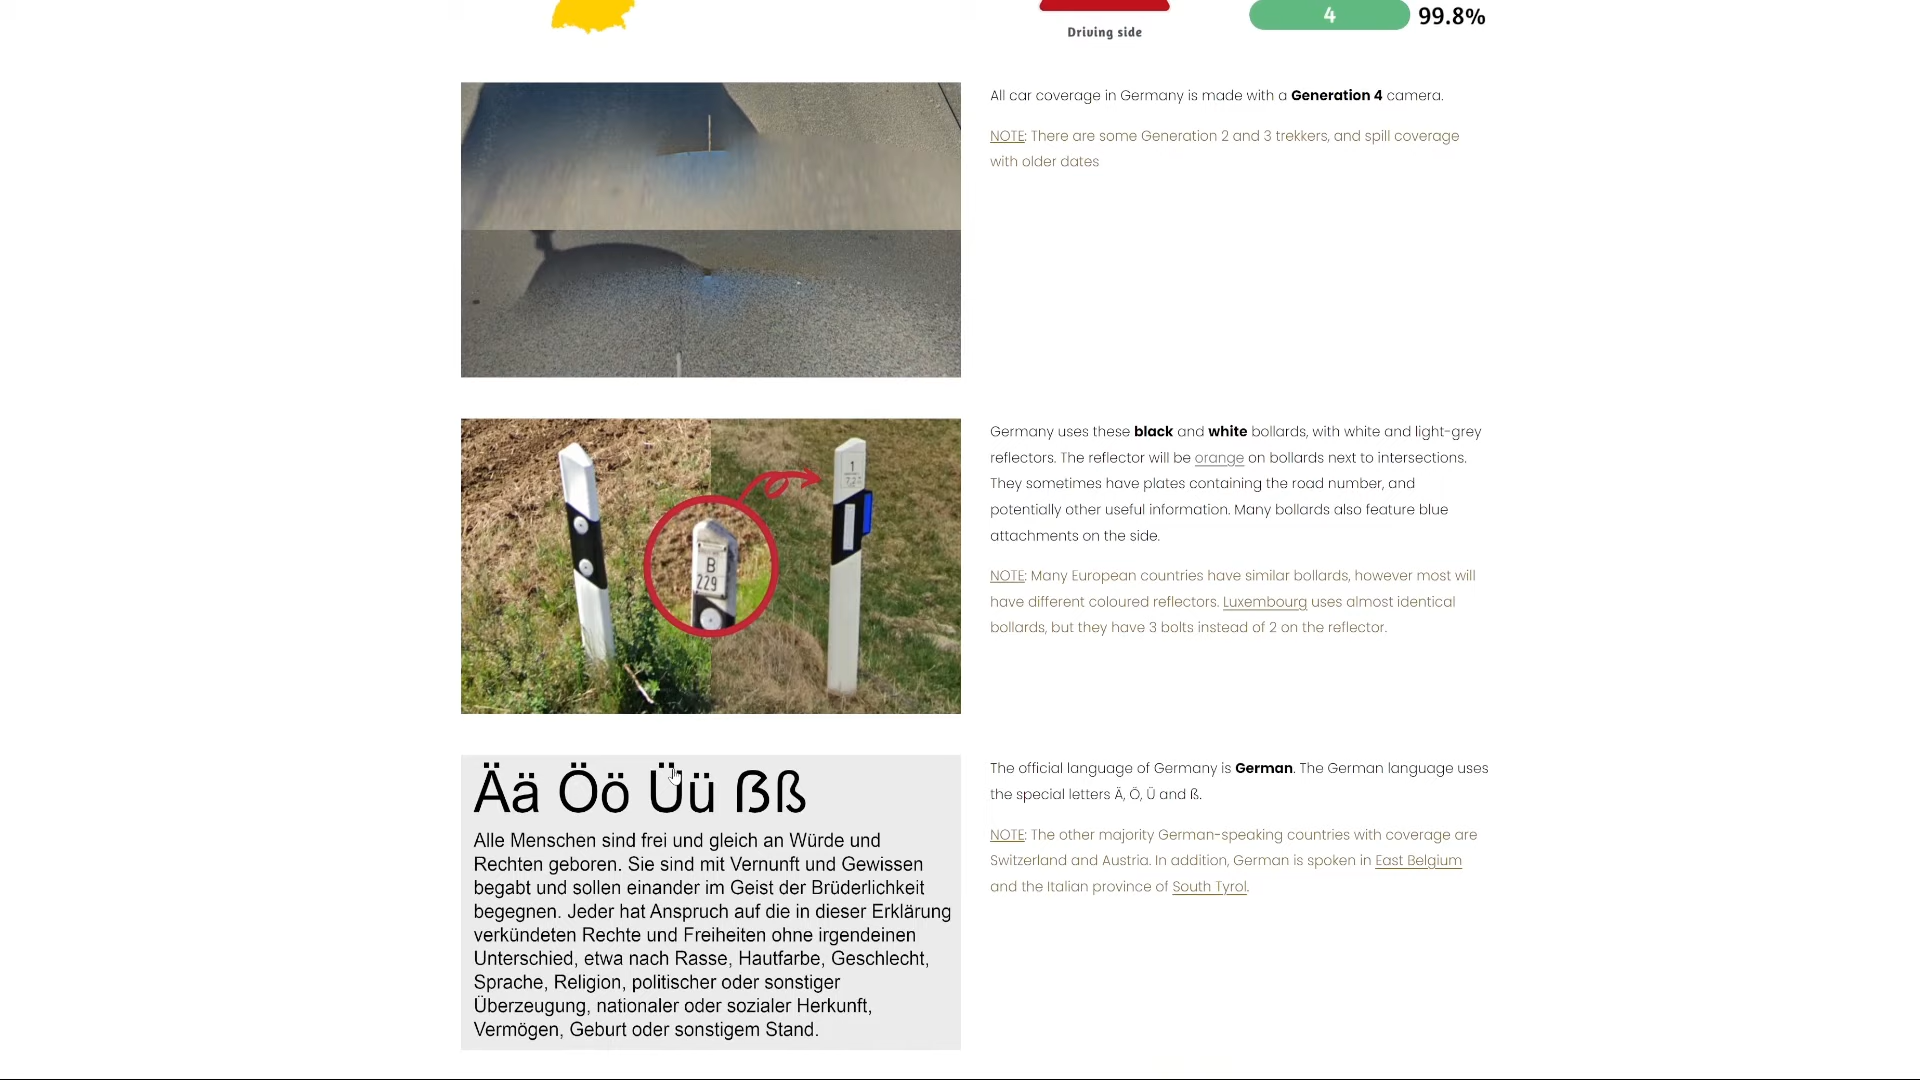 4 99.8%
Driving side
All car coverage in Germany is made with a Generation 4 camera.
NOTE: There are some Generation 2 and 3 trekkers, and spill coverage
with older dates
Germany uses these black and white bollards, with white and light-grey
reflectors. The reflector will be orange on bollards next to intersections.
They sometimes have plates containing the road number, and
potentially other useful information. Many bollards also feature blue
attachments on the side.
NOTE: Many European countries have similar bollards, however most will
have different coloured reflectors. Luxembourg uses almost identical
bollards, but they have 3 bolts instead of 2 on the reflector.
B
229
1
Ää Öö Üü ẞß
Alle Menschen sind frei und gleich an Würde und
Rechten geboren. Sie sind mit Vernunft und Gewissen
begabt und sollen einander im Geist der Brüderlichkeit
begegnen. Jeder hat Anspruch auf die in dieser Erklärung
verkündeten Rechte und Freiheiten ohne irgendeinen
Unterschied, etwa nach Rasse, Hautfarbe, Geschlecht,
Sprache, Religion, politischer oder sonstiger
Überzeugung, nationaler oder sozialer Herkunft,
Vermögen, Geburt oder sonstigem Stand.
The official language of Germany is German. The German language uses
the special letters Ä, Ö, Ü and ß.
NOTE: The other majority German-speaking countries with coverage are
Switzerland and Austria. In addition, German is spoken in East Belgium
and the Italian province of South Tyrol.